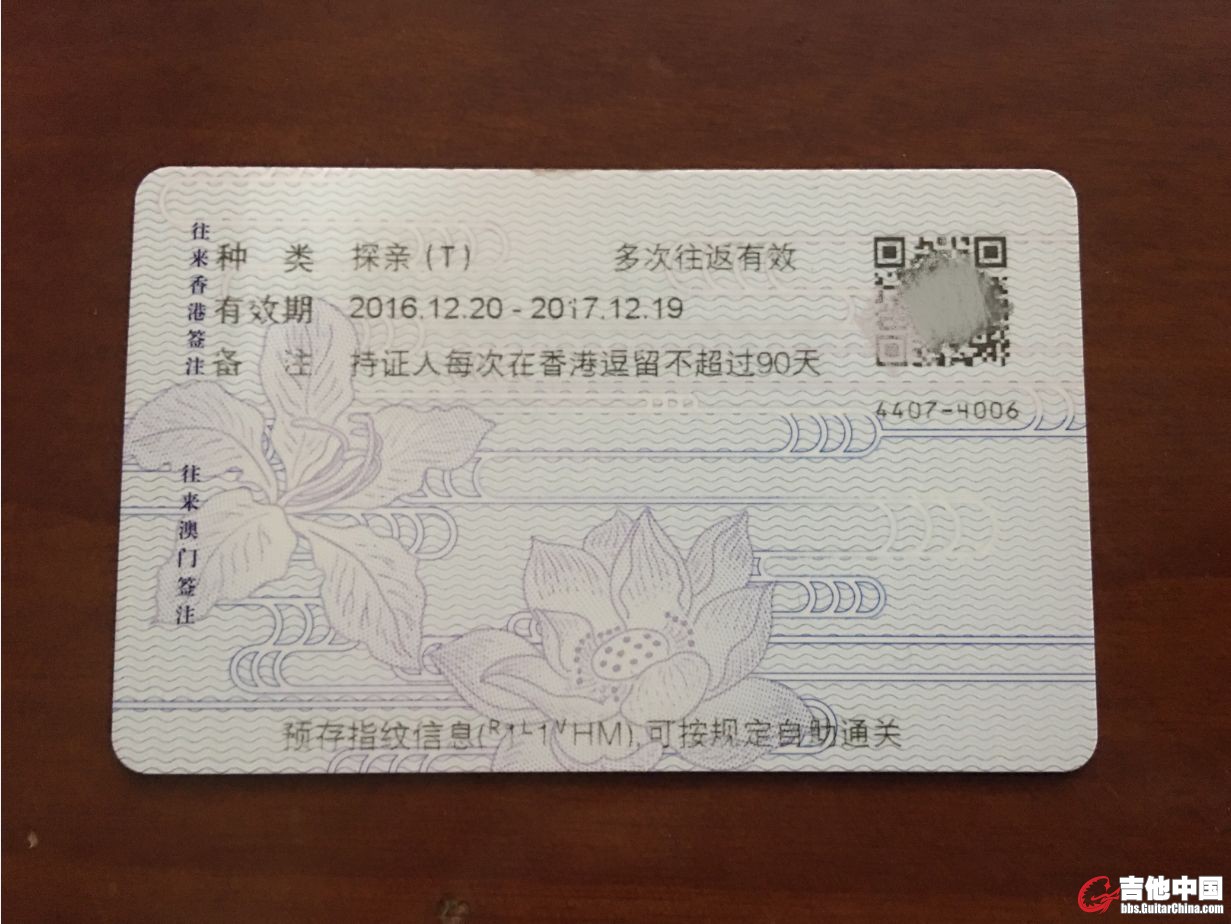 往来香港签注
种 类 探亲(T) 多次往返有效
有效期 2016.12.20-2017.12.19
备 注 持证人每次在香港逗留不超过90天
4407-4006
往来澳门签注
预存指纹信息(R1L1VHM),可按规定自助通关
吉他中国
bbs.GuitarChina.com